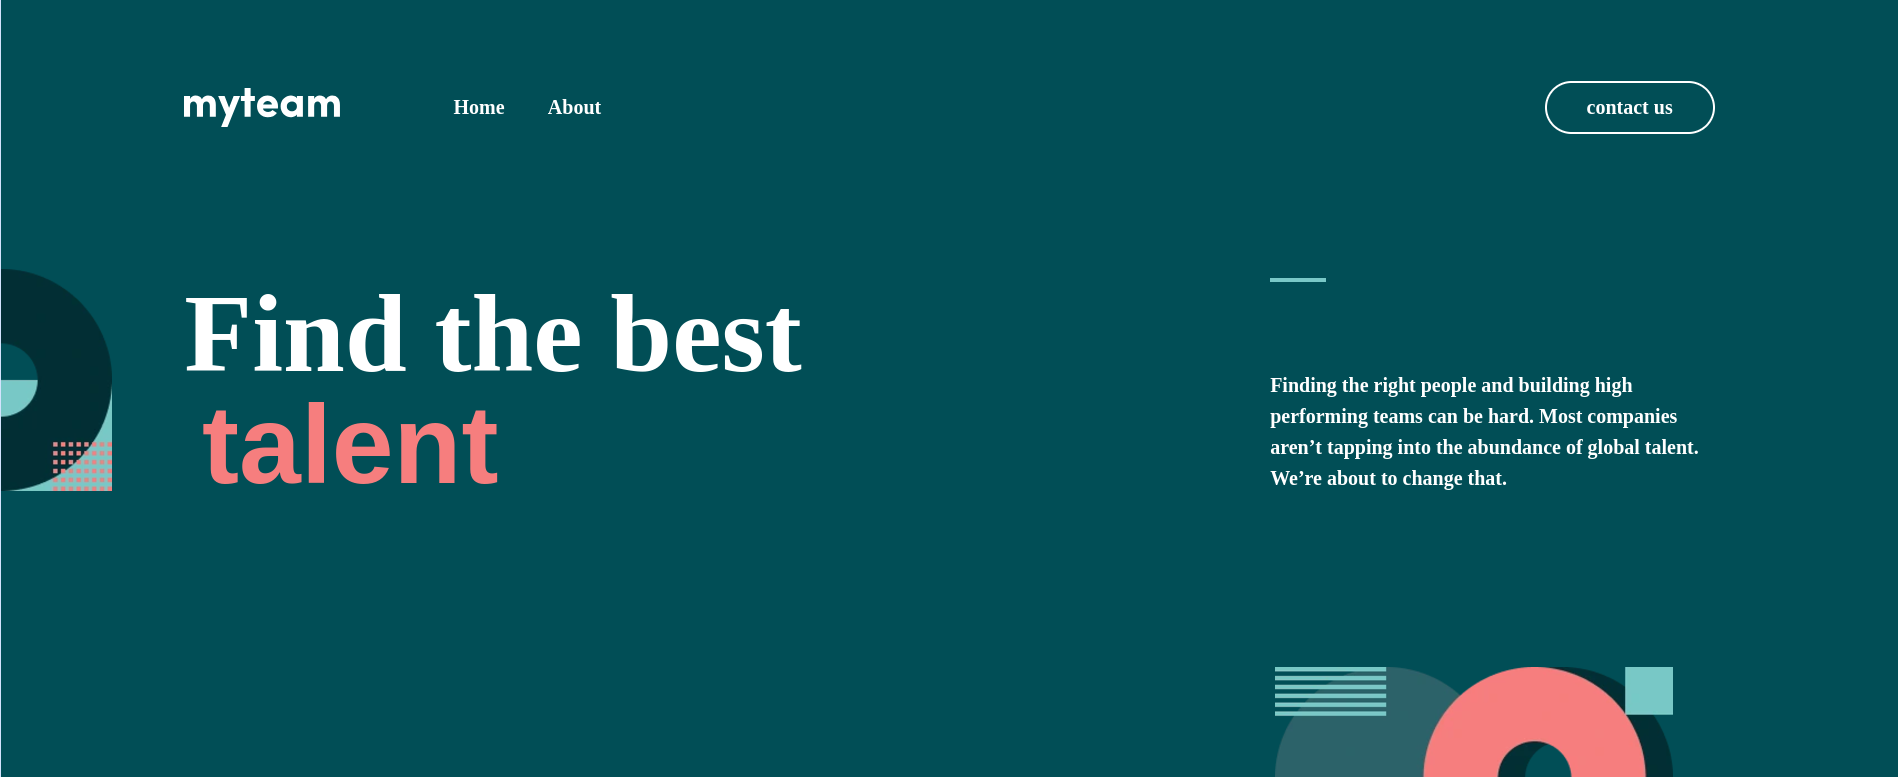 myteam
Home
About
contact us
Find the best
talent
Finding the right people and building high
performing teams can be hard. Most companies
aren’t tapping into the abundance of global talent.
We’re about to change that.